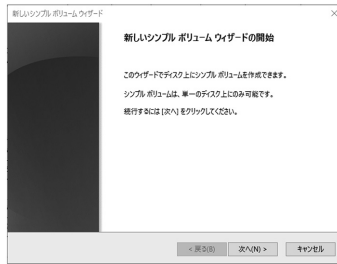 新しいシンプル ボリューム ウィザード
新しいシンプル ボリューム ウィザードの開始
このウィザードでディスク上にシンプル ボリュームを作成できます。
シンプル ボリュームは、単一のディスク上にのみ可能です。
続行するには [次へ] をクリックしてください。
< 戻る(B)
次へ(N) >
キャンセル